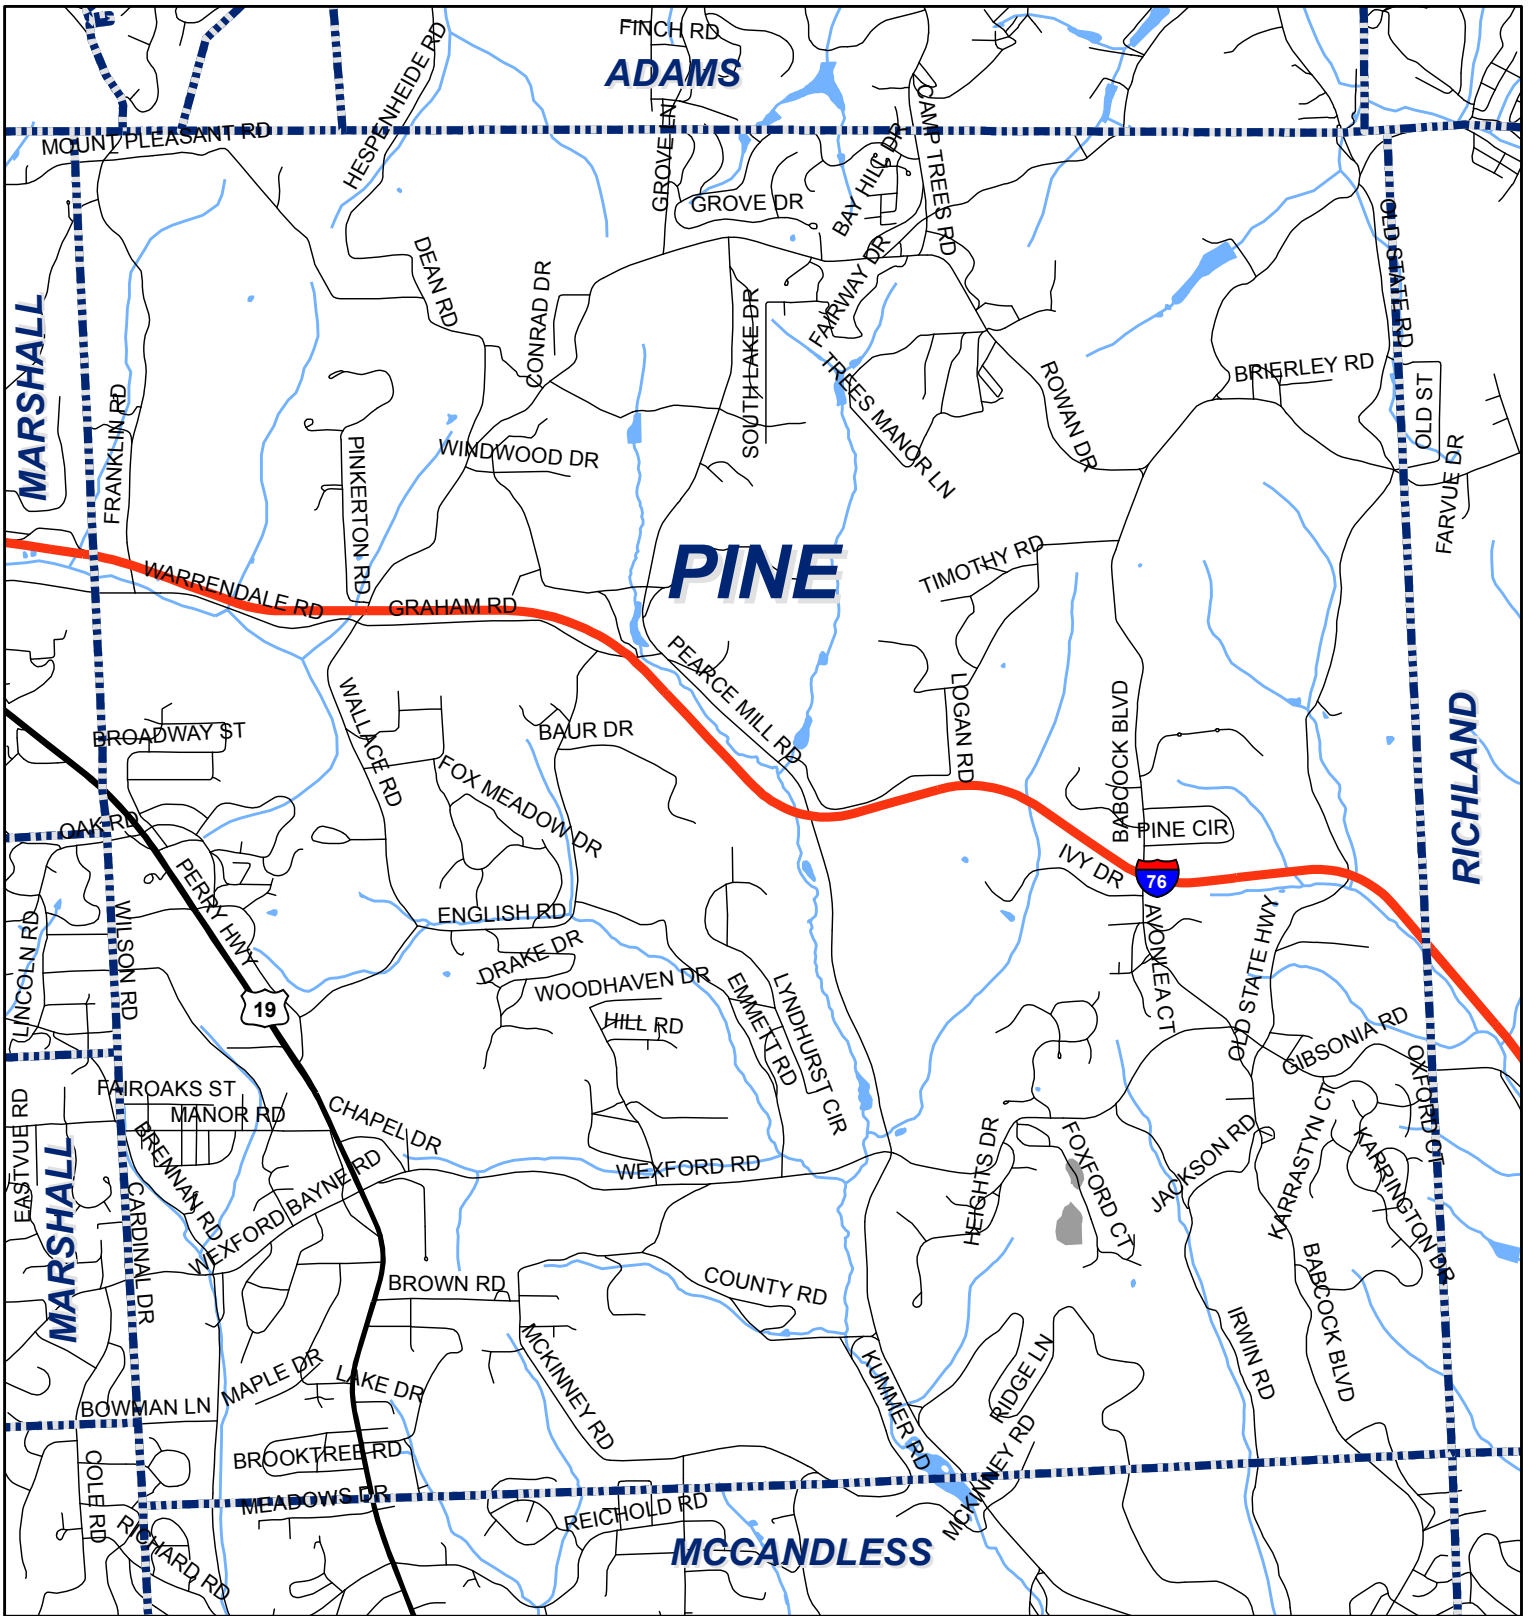 FINCH RD
ADAMS
HESPENHEIDE RD
MOUNT PLEASANT RD
GROVE LN
CAMP TREES RD
BAY HILL DR
GROVE DR
OLD STATE RD
DEAN RD
CONRAD DR
FAIRWAY DR
SOUTH LAKE DR
MARSHALL
TREES MANOR LN
ROWAN DR
BRIERLEY RD
OLD ST
FRANKLIN RD
PINKERTON RD
WINDWOOD DR
FARVUE DR
PINE
TIMOTHY RD
WARRENDALE RD
GRAHAM RD
PEARCE MILL RD
LOGAN RD
BABCOCK BLVD
RICHLAND
WALLACE RD
BROADWAY ST
BAUR DR
FOX MEADOW DR
OAK RD
PINE CIR
IVY DR
76
PERRY HWY
WILSON RD
LINCOLN RD
ENGLISH RD
DRAKE DR
AVONLEA CT
OLD STATE HWY
WOODHAVEN DR
EMMETT RD
LYNDHURST CIR
19
HILL RD
GIBSONIA RD
OXFORD CT
FAIROAKS ST
MANOR RD
EASTVUE RD
BRENNAN RD
CHAPEL DR
WEXFORD RD
HEIGHTS DR
FOXFORD CT
JACKSON RD
KARRASTYN CT
KARRINGTON DR
MARSHALL
CARDINAL DR
WEXFORD BAYNE RD
BROWN RD
COUNTY RD
BABCOCK BLVD
IRWIN RD
MCKINNEY RD
KUMMER RD
RIDGE LN
MAPLE DR
LAKE DR
BOWMAN LN
BROOKTREE RD
MCKINNEY RD
COLE RD
MEADOWS DR
REICHOLD RD
RICHARD RD
MCCANDLESS